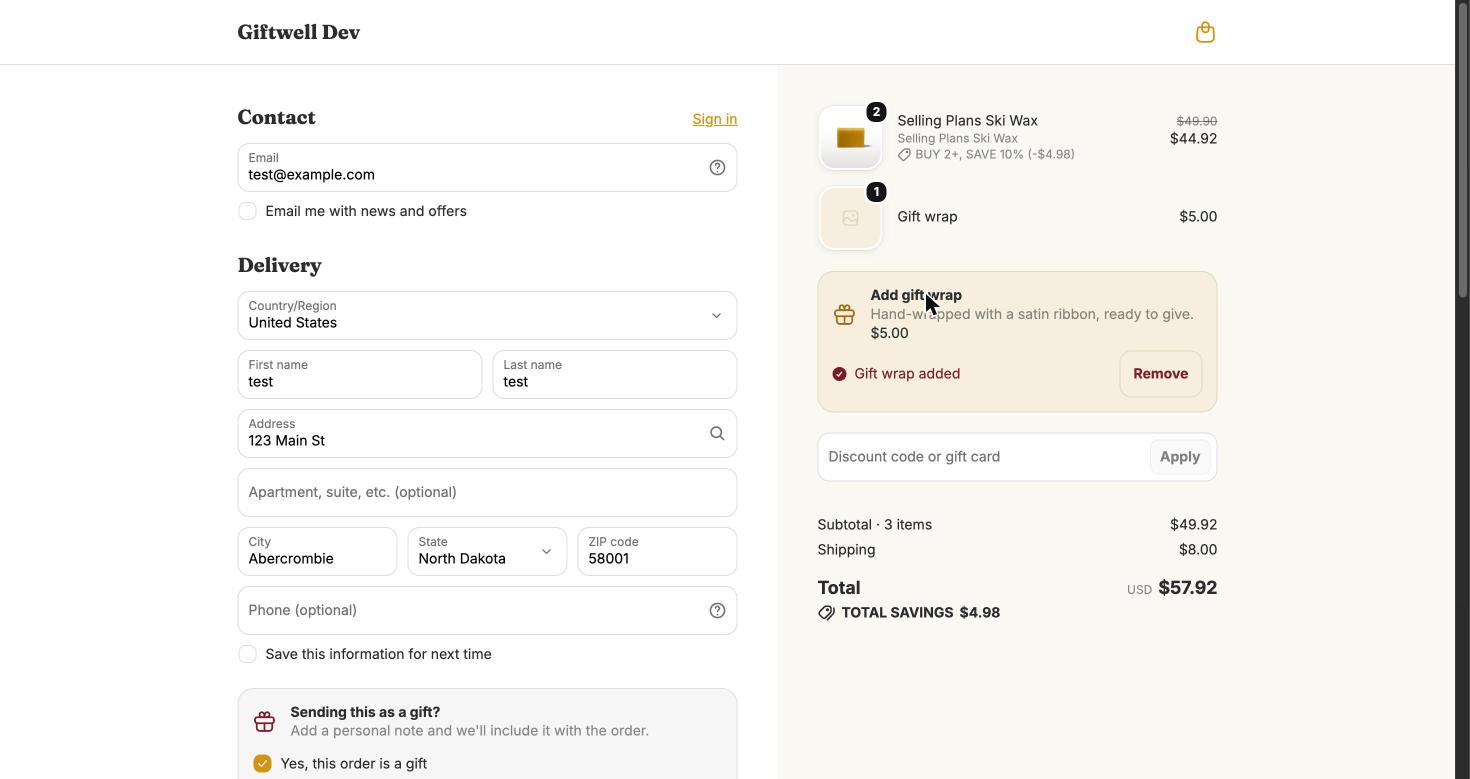 Giftwell Dev
Contact
Sign in
Email
test@example.com
Email me with news and offers
Delivery
Country/Region
United States
First name
test
Last name
test
Address
123 Main St
Apartment, suite, etc. (optional)
City
Abercrombie
State
North Dakota
ZIP code
58001
Phone (optional)
Save this information for next time
Sending this as a gift?
Add a personal note and we'll include it with the order.
Yes, this order is a gift
2
Selling Plans Ski Wax
$49.90
Selling Plans Ski Wax
$44.92
BUY 2+, SAVE 10% (-$4.98)
1
Gift wrap
$5.00
Add gift wrap
Hand-wrapped with a satin ribbon, ready to give.
$5.00
Gift wrap added
Remove
Discount code or gift card
Apply
Subtotal · 3 items
$49.92
Shipping
$8.00
Total
USD $57.92
TOTAL SAVINGS $4.98